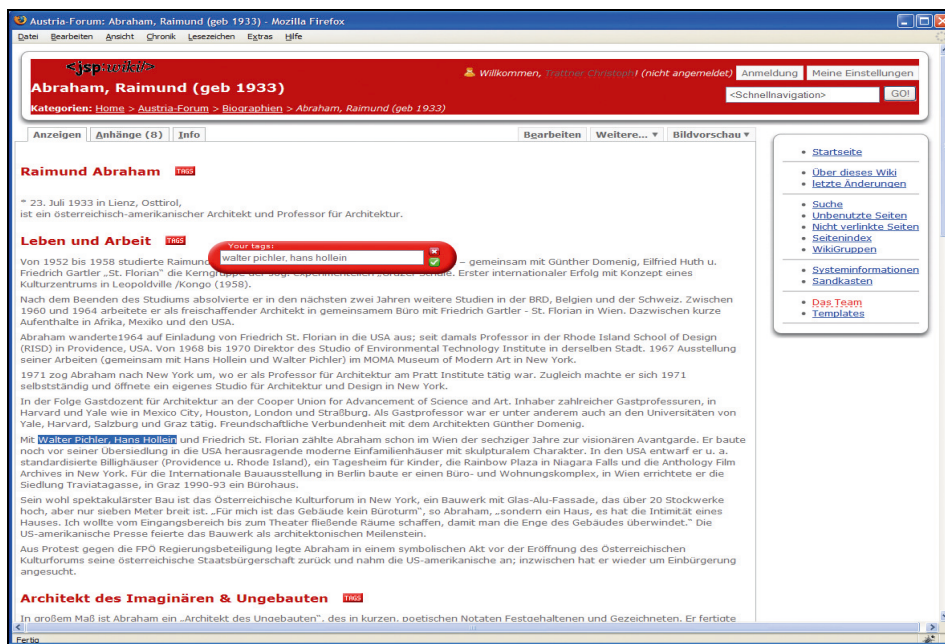 Austria-Forum: Abraham, Raimund (geb 1933) - Mozilla Firefox
Datei Bearbeiten Ansicht Chronik Lesezeichen Extras Hilfe
<jspwiki/>
Willkommen, Trattner Christoph! (nicht angemeldet) Anmeldung Meine Einstellungen
Abraham, Raimund (geb 1933)
<Schnellnavigation> GO!
Kategorien: Home > Austria-Forum > Biographien > Abraham, Raimund (geb 1933)
Anzeigen Anhänge (8) Info Bearbeiten Weitere... Bildvorschau
Raimund Abraham TAGS
* 23. Juli 1933 in Lienz, Osttirol,
ist ein österreichisch-amerikanischer Architekt und Professor für Architektur.
Leben und Arbeit TAGS
Your tags:
walter pichler, hans hollein
Von 1952 bis 1958 studierte Raimund – gemeinsam mit Günther Domenig, Eilfried Huth u.
Friedrich Gartler „St. Florian" die Kerngruppe der sog. experimentellen „Grazer Schule. Erster internationaler Erfolg mit Konzept eines
Kulturzentrums in Leopoldville /Kongo (1958).
Nach dem Beenden des Studiums absolvierte er in den nächsten zwei Jahren weitere Studien in der BRD, Belgien und der Schweiz. Zwischen
1960 und 1964 arbeitete er als freischaffender Architekt in gemeinsamem Büro mit Friedrich Gartler - St. Florian in Wien. Dazwischen kurze
Aufenthalte in Afrika, Mexiko und den USA.
Abraham wanderte1964 auf Einladung von Friedrich St. Florian in die USA aus; seit damals Professor in der Rhode Island School of Design
(RISD) in Providence, USA. Von 1968 bis 1970 Direktor des Studio of Environmental Technology Institute in derselben Stadt. 1967 Ausstellung
seiner Arbeiten (gemeinsam mit Hans Hollein und Walter Pichler) im MOMA Museum of Modern Art in New York.
1971 zog Abraham nach New York um, wo er als Professor für Architektur am Pratt Institute tätig war. Zugleich machte er sich 1971
selbstständig und öffnete ein eigenes Studio für Architektur und Design in New York.
In der Folge Gastdozent für Architektur an der Cooper Union for Advancement of Science and Art. Inhaber zahlreicher Gastprofessuren, in
Harvard und Yale wie in Mexico City, Houston, London und Straßburg. Als Gastprofessor war er unter anderem auch an den Universitäten von
Yale, Harvard, Salzburg und Graz tätig. Freundschaftliche Verbundenheit mit dem Architekten Günther Domenig.
Mit Walter Pichler, Hans Hollein und Friedrich St. Florian zählte Abraham schon im Wien der sechziger Jahre zur visionären Avantgarde. Er baute
noch vor seiner Übersiedlung in die USA herausragende moderne Einfamilienhäuser mit skulpturalem Charakter. In den USA entwarf er u. a.
standardisierte Billighäuser (Providence u. Rhode Island), ein Tagesheim für Kinder, die Rainbow Plaza in Niagara Falls und die Anthology Film
Archives in New York. Für die Internationale Bauausstellung in Berlin baute er einen Büro- und Wohnungskomplex, in Wien errichtete er die
Siedlung Traviatagasse, in Graz 1990-93 ein Bürohaus.
Sein wohl spektakulärster Bau ist das Österreichische Kulturforum in New York, ein Bauwerk mit Glas-Alu-Fassade, das über 20 Stockwerke
hoch, aber nur sieben Meter breit ist. „Für mich ist das Gebäude kein Büroturm", so Abraham, „sondern ein Haus, es hat die Intimität eines
Hauses. Ich wollte vom Eingangsbereich bis zum Theater fließende Räume schaffen, damit man die Enge des Gebäudes überwindet." Die
US-amerikanische Presse feierte das Bauwerk als architektonischen Meilenstein.
Aus Protest gegen die FPÖ Regierungsbeteiligung legte Abraham in einem symbolischen Akt vor der Eröffnung des Österreichischen
Kulturforums seine österreichische Staatsbürgerschaft zurück und nahm die US-amerikanische an; inzwischen hat er wieder um Einbürgerung
angesucht.
Architekt des Imaginären & Ungebauten TAGS
In großem Maß ist Abraham ein „Architekt des Ungebauten", des in kurzen, poetischen Notaten Festgehaltenen und Gezeichneten. Er fertigte
Startseite
Über dieses Wiki
letzte Änderungen
Suche
Unbenutzte Seiten
Nicht verlinkte Seiten
Seitenindex
WikiGruppen
Systeminformationen
Sandkasten
Das Team
Templates
Fertig